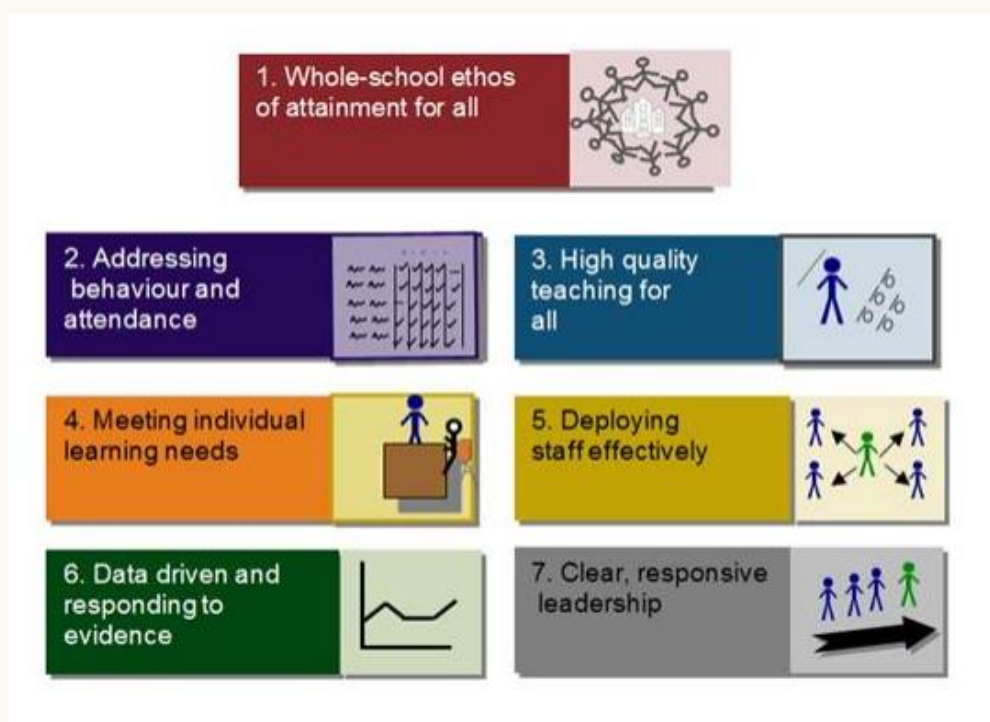 1. Whole-school ethos
of attainment for all
2. Addressing
behaviour and
attendance
3. High quality
teaching for
all
4. Meeting individual
learning needs
5. Deploying
staff effectively
6. Data driven and
responding to
evidence
7. Clear, responsive
leadership